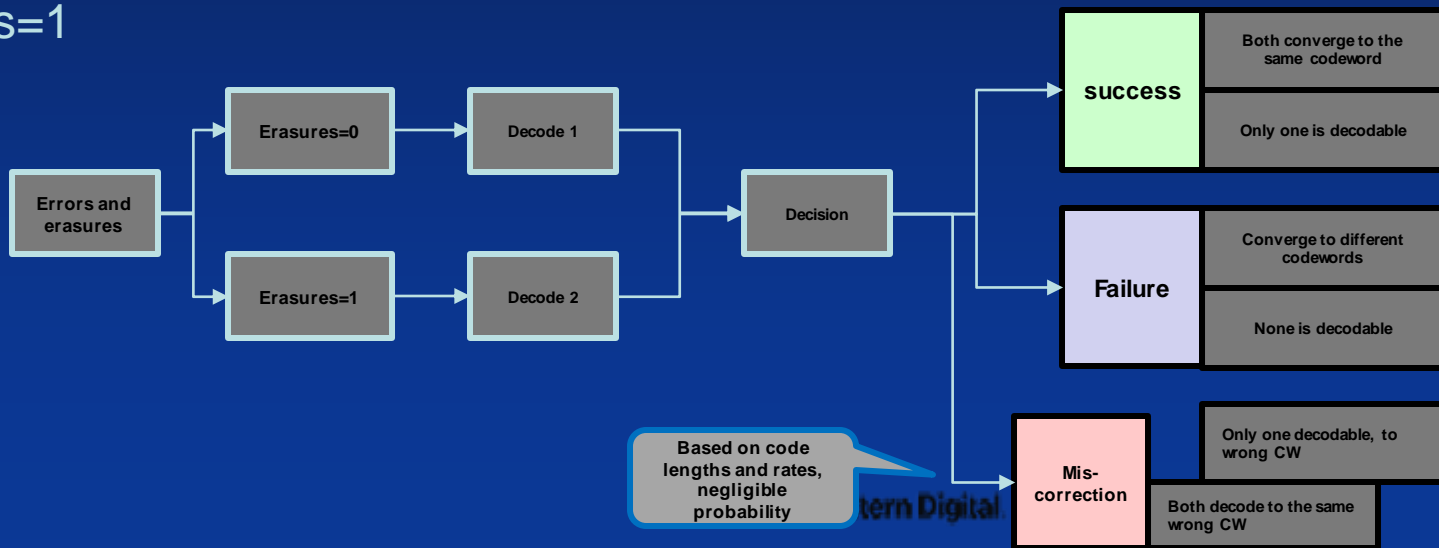 s=1
Errors and
erasures
Erasures=0
Decode 1
Erasures=1
Decode 2
Decision
success
Both converge to the
same codeword
Only one is decodable
Failure
Converge to different
codewords
None is decodable
Based on code
lengths and rates,
negligible
probability
tern Digital.
Mis-
correction
Only one decodable, to
wrong CW
Both decode to the same
wrong CW